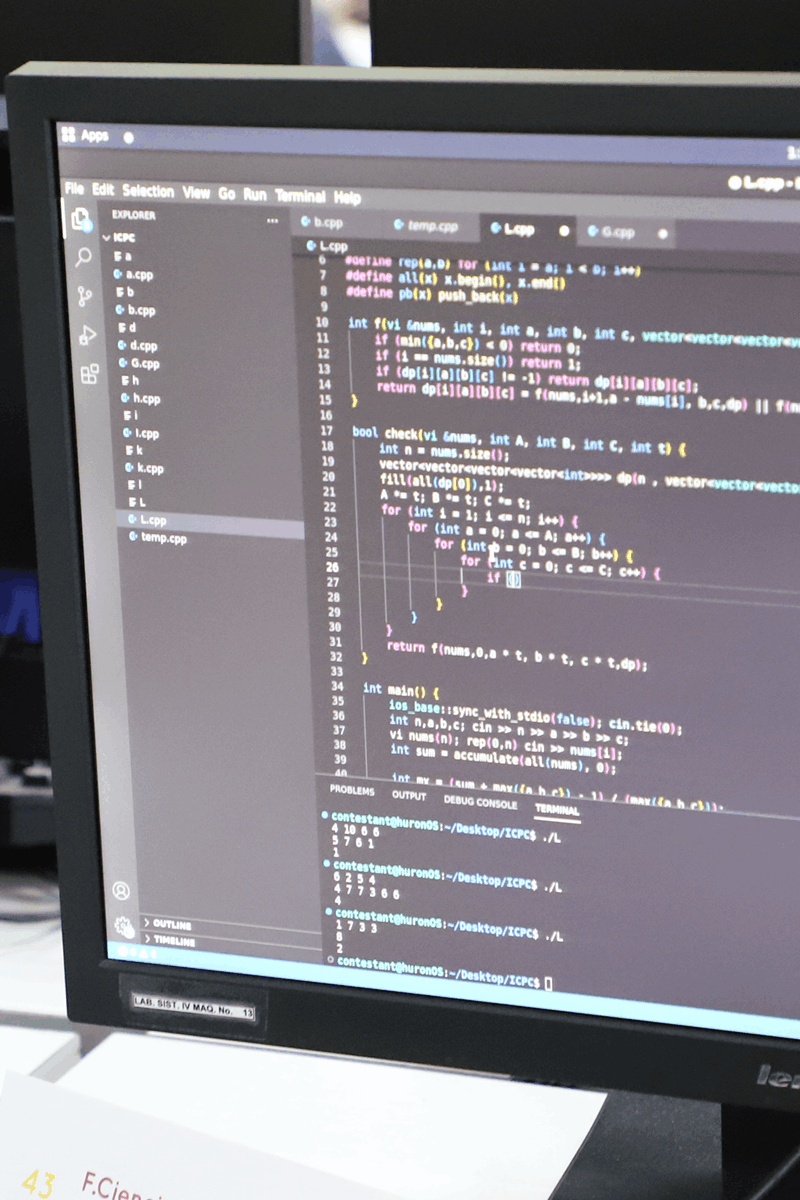 Apps
1:
L.cpp -
File Edit Selection View Go Run Terminal Help
EXPLORER ...
ICPC
a
a.cpp
b
b.cpp
d
d.cpp
G.cpp
h
h.cpp
i
I.cpp
k
k.cpp
l
L
L.cpp
temp.cpp
OUTLINE
TIMELINE
b.cpp temp.cpp L.cpp G.cpp
L.cpp
6 #define rep(a,b) for (int i = a; i < b; i++)
7 #define all(x) x.begin(), x.end()
8 #define pb(x) push_back(x)
9
10 int f(vi &nums, int i, int a, int b, int c, vector<vector<vector<v
11 if (min({a,b,c}) < 0) return 0;
12 if (i == nums.size()) return 1;
13 if (dp[i][a][b][c] != -1) return dp[i][a][b][c];
14 return dp[i][a][b][c] = f(nums,i+1,a - nums[i], b,c,dp) || f(n
15 }
16
17 bool check(vi &nums, int A, int B, int C, int t) {
18 int n = nums.size();
19 vector<vector<vector<vector<int>>>> dp(n , vector<vector<vecto
20 fill(all(dp[0]),1);
21 A *= t; B *= t; C *= t;
22 for (int i = 1; i <= n; i++) {
23 for (int a = 0; a <= A; a++) {
24 for (int b = 0; b <= B; b++) {
25 for (int c = 0; c <= C; c++) {
26 if ()
27 }
28 }
29 }
30 }
31 return f(nums,0,a * t, b * t, c * t,dp);
32 }
33
34 int main() {
35 ios_base::sync_with_stdio(false); cin.tie(0);
36 int n,a,b,c; cin >> n >> a >> b >> c;
37 vi nums(n); rep(0,n) cin >> nums[i];
38 int sum = accumulate(all(nums), 0);
39
40 int mx = (sum + max({a,b,c}) - 1) / (max({a,b,c}));
PROBLEMS OUTPUT DEBUG CONSOLE TERMINAL
contestant@huronOS:~/Desktop/ICPC$ ./L
4 10 6 6
5 7 6 1
1
contestant@huronOS:~/Desktop/ICPC$ ./L
6 2 5 4
4 7 7 3 6 6
4
contestant@huronOS:~/Desktop/ICPC$ ./L
1 7 3 3
8
2
contestant@huronOS:~/Desktop/ICPC$
LAB. SIST. IV MAQ. No. 13
len
43 F.Cienci